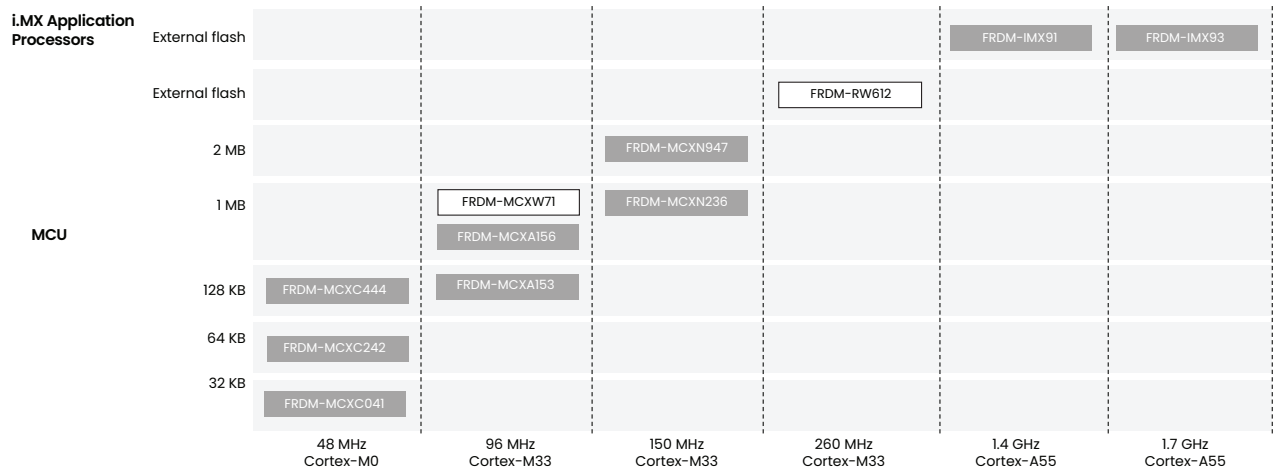 i.MX Application
Processors
External flash
FRDM-IMX91
FRDM-IMX93
External flash
FRDM-RW612
2 MB
FRDM-MCXN947
1 MB
FRDM-MCXW71
FRDM-MCXN236
MCU
FRDM-MCXA156
128 KB
FRDM-MCXC444
FRDM-MCXA153
64 KB
FRDM-MCXC242
32 KB
FRDM-MCXC041
48 MHz
Cortex-M0
96 MHz
Cortex-M33
150 MHz
Cortex-M33
260 MHz
Cortex-M33
1.4 GHz
Cortex-A55
1.7 GHz
Cortex-A55